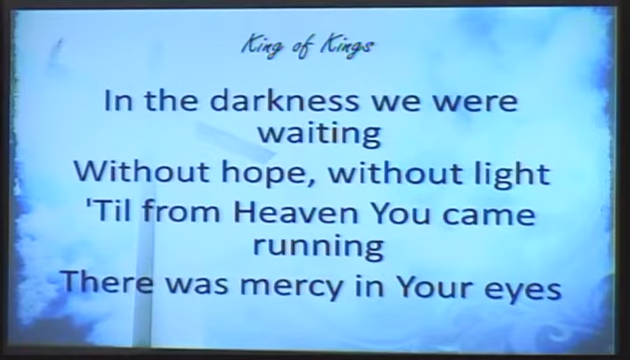 King of Kings
In the darkness we were
waiting
Without hope, without light
'Til from Heaven You came
running
There was mercy in Your eyes